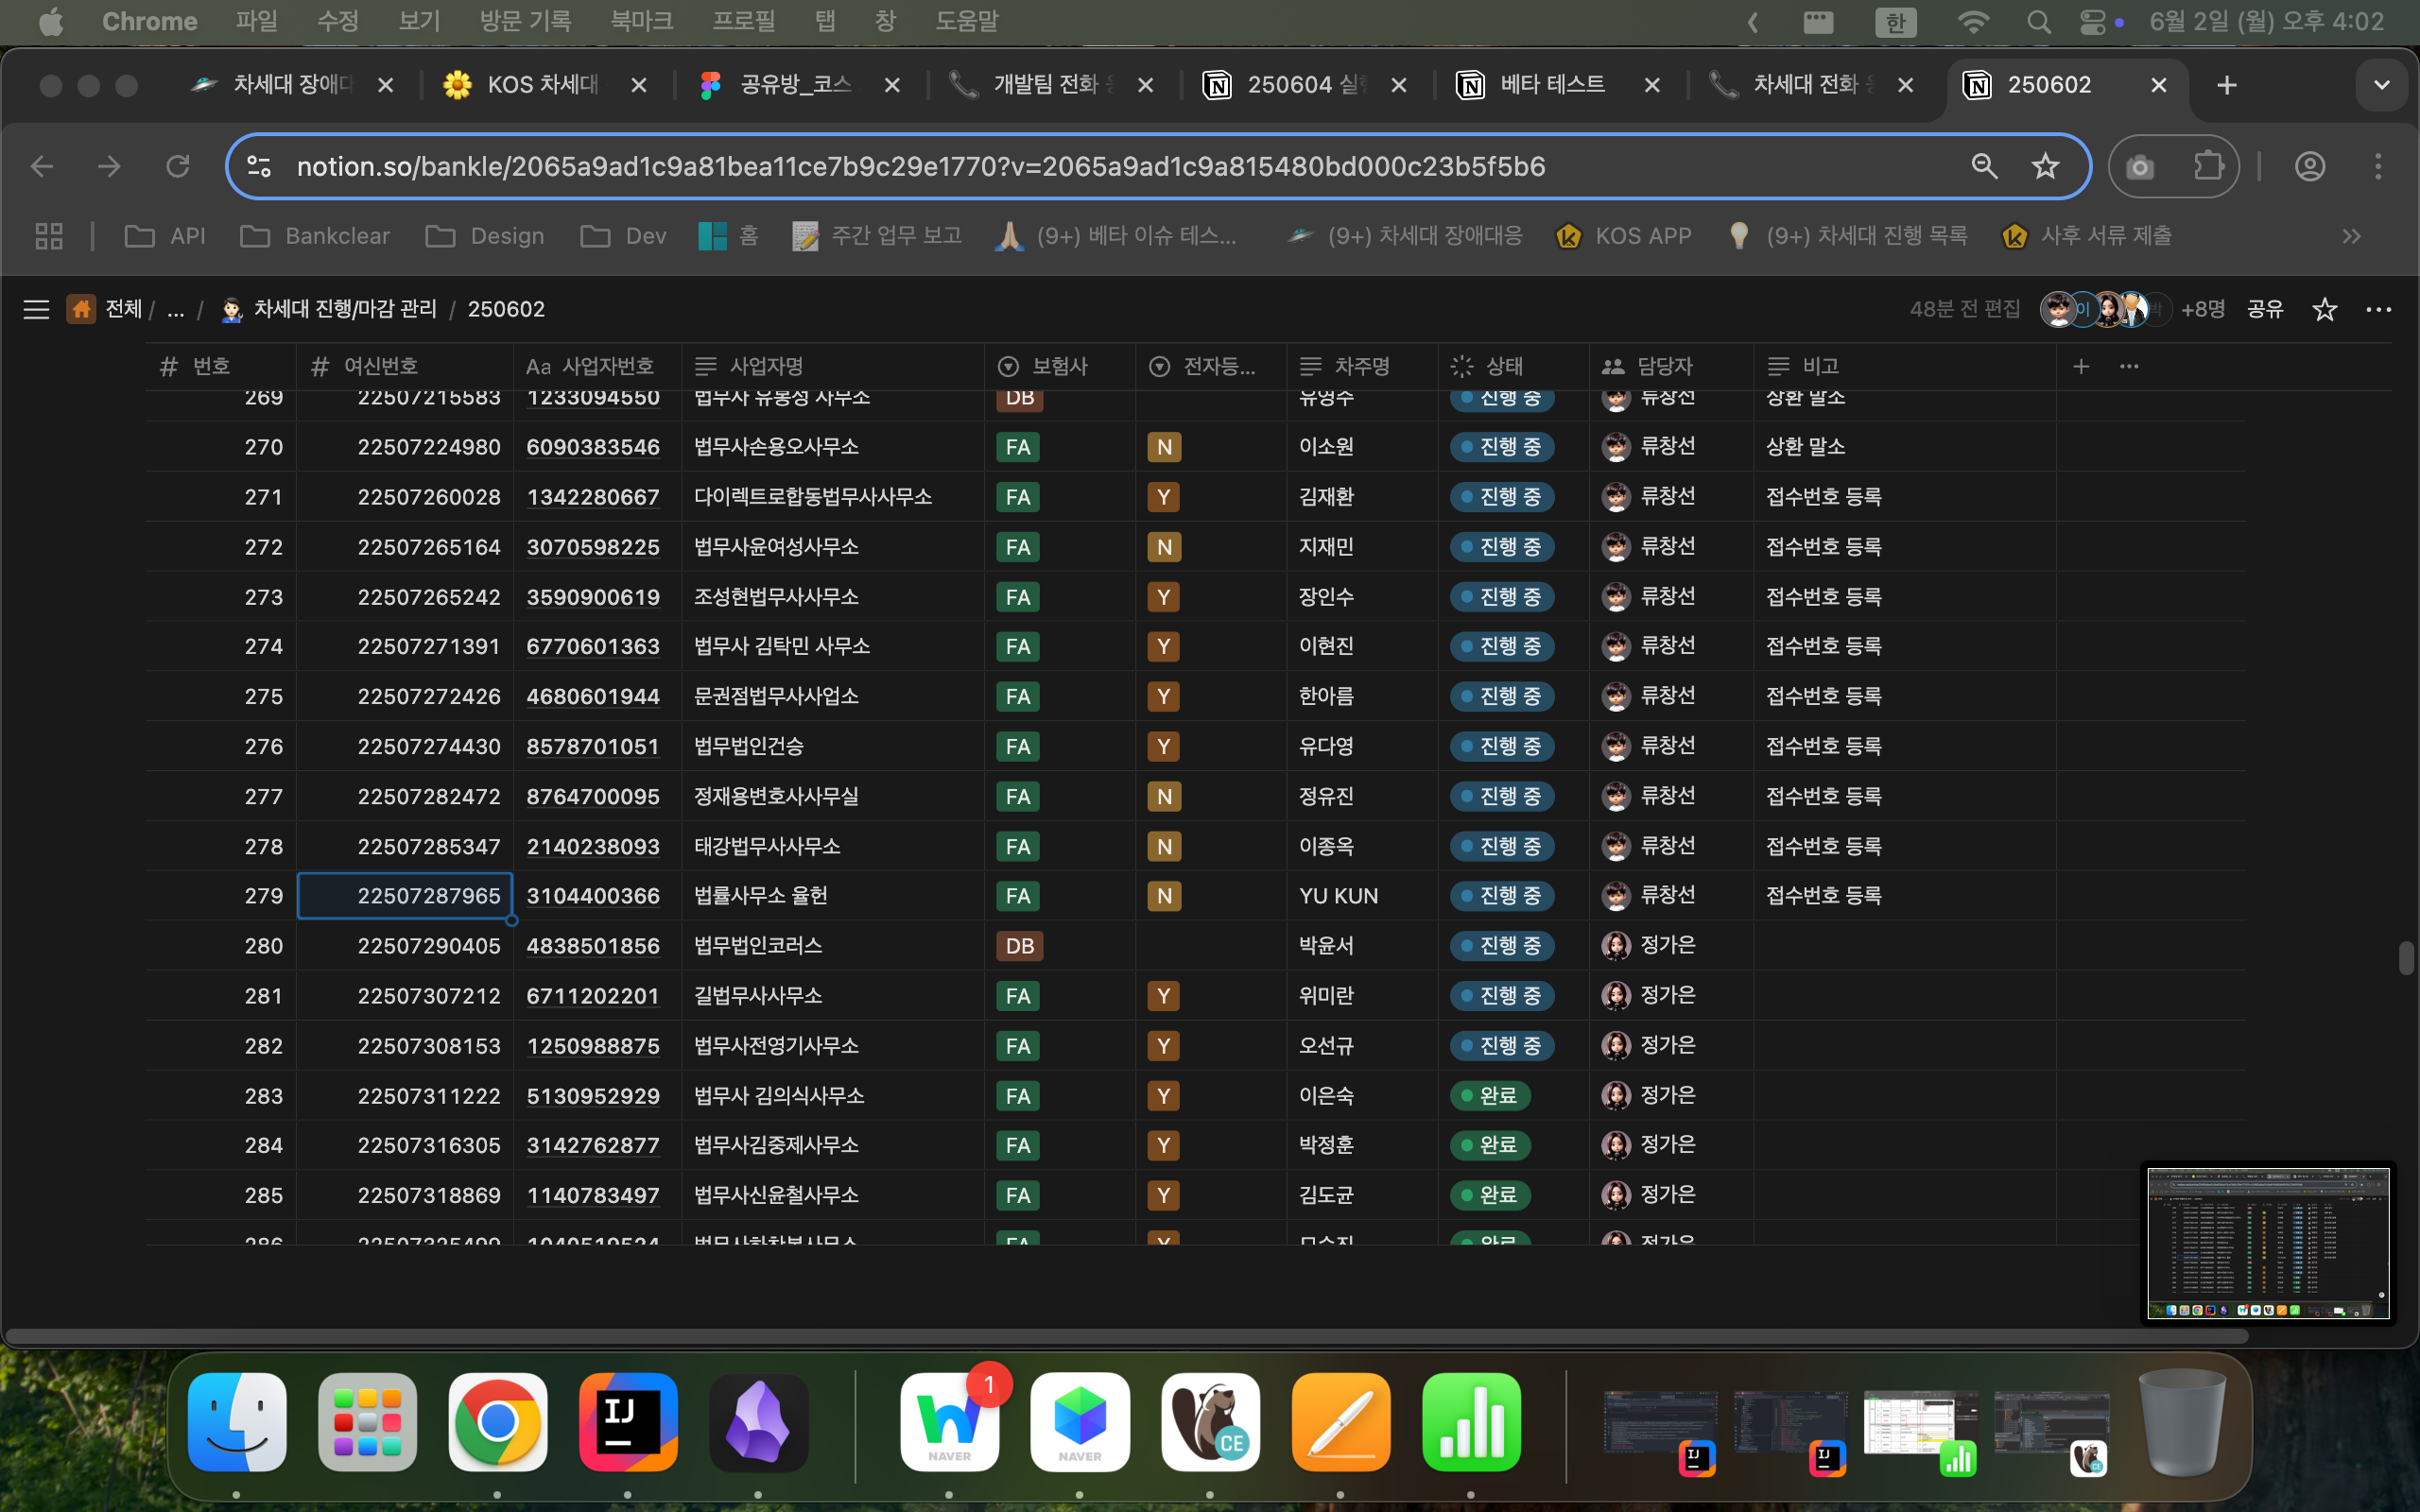 Chrome 파일 수정 보기 방문 기록 북마크 프로필 탭 창 도움말 한 6월 2일 (월) 오후 4:02
차세대 장애대 KOS 차세대 공유방_코스 개발팀 전화 250604 실행 베타 테스트 차세대 전화 250602
notion.so/bankle/2065a9ad1c9a81bea11ce7b9c29e1770?v=2065a9ad1c9a815480bd000c23b5f5b6
API Bankclear Design Dev 홈 주간 업무 보고 (9+) 베타 이슈 테스... (9+) 차세대 장애대응 KOS APP (9+) 차세대 진행 목록 사후 서류 제출
전체 / ... / 차세대 진행/마감 관리 / 250602 48분 전 편집 이 박 +8명 공유
# 번호 # 여신번호 Aa 사업자번호 사업자명 보험사 전자등... 차주명 상태 담당자 비고
269 22507215583 1233094550 법무사 유봉성 사무소 DB 유영수 진행 중 류창선 상환 말소
270 22507224980 6090383546 법무사손용오사무소 FA N 이소원 진행 중 류창선 상환 말소
271 22507260028 1342280667 다이렉트로합동법무사사무소 FA Y 김재환 진행 중 류창선 접수번호 등록
272 22507265164 3070598225 법무사윤여성사무소 FA N 지재민 진행 중 류창선 접수번호 등록
273 22507265242 3590900619 조성현법무사사무소 FA Y 장인수 진행 중 류창선 접수번호 등록
274 22507271391 6770601363 법무사 김탁민 사무소 FA Y 이현진 진행 중 류창선 접수번호 등록
275 22507272426 4680601944 문권점법무사사업소 FA Y 한아름 진행 중 류창선 접수번호 등록
276 22507274430 8578701051 법무법인건승 FA Y 유다영 진행 중 류창선 접수번호 등록
277 22507282472 8764700095 정재용변호사사무실 FA N 정유진 진행 중 류창선 접수번호 등록
278 22507285347 2140238093 태강법무사사무소 FA N 이종옥 진행 중 류창선 접수번호 등록
279 22507287965 3104400366 법률사무소 율헌 FA N YU KUN 진행 중 류창선 접수번호 등록
280 22507290405 4838501856 법무법인코러스 DB 박윤서 진행 중 정가은
281 22507307212 6711202201 길법무사사무소 FA Y 위미란 진행 중 정가은
282 22507308153 1250988875 법무사전영기사무소 FA Y 오선규 진행 중 정가은
283 22507311222 5130952929 법무사 김의식사무소 FA Y 이은숙 완료 정가은
284 22507316305 3142762877 법무사김중제사무소 FA Y 박정훈 완료 정가은
285 22507318869 1140783497 법무사신윤철사무소 FA Y 김도균 완료 정가은
286 22507325499 1040519524 FA Y 완료 정가은
IJ NAVER 1 NAVER CE IJ IJ CE